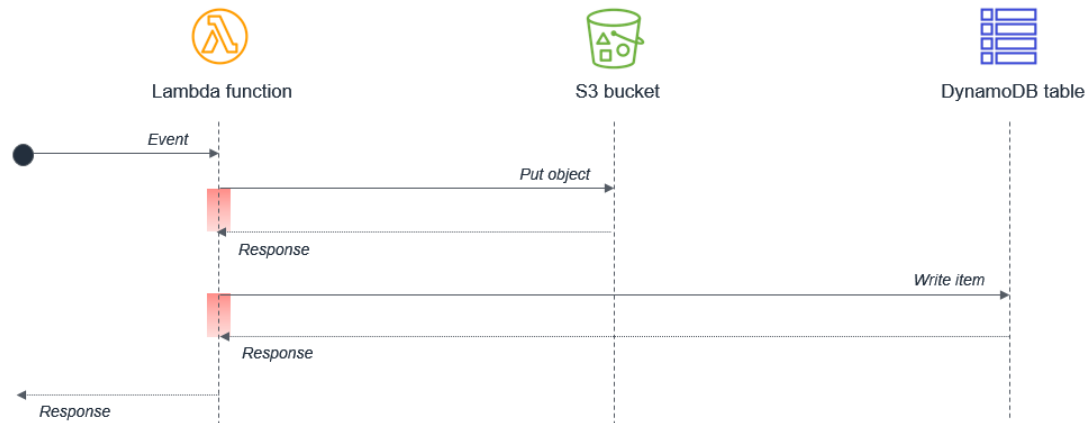 Lambda function
S3 bucket
DynamoDB table
Event
Put object
Response
Write item
Response
Response